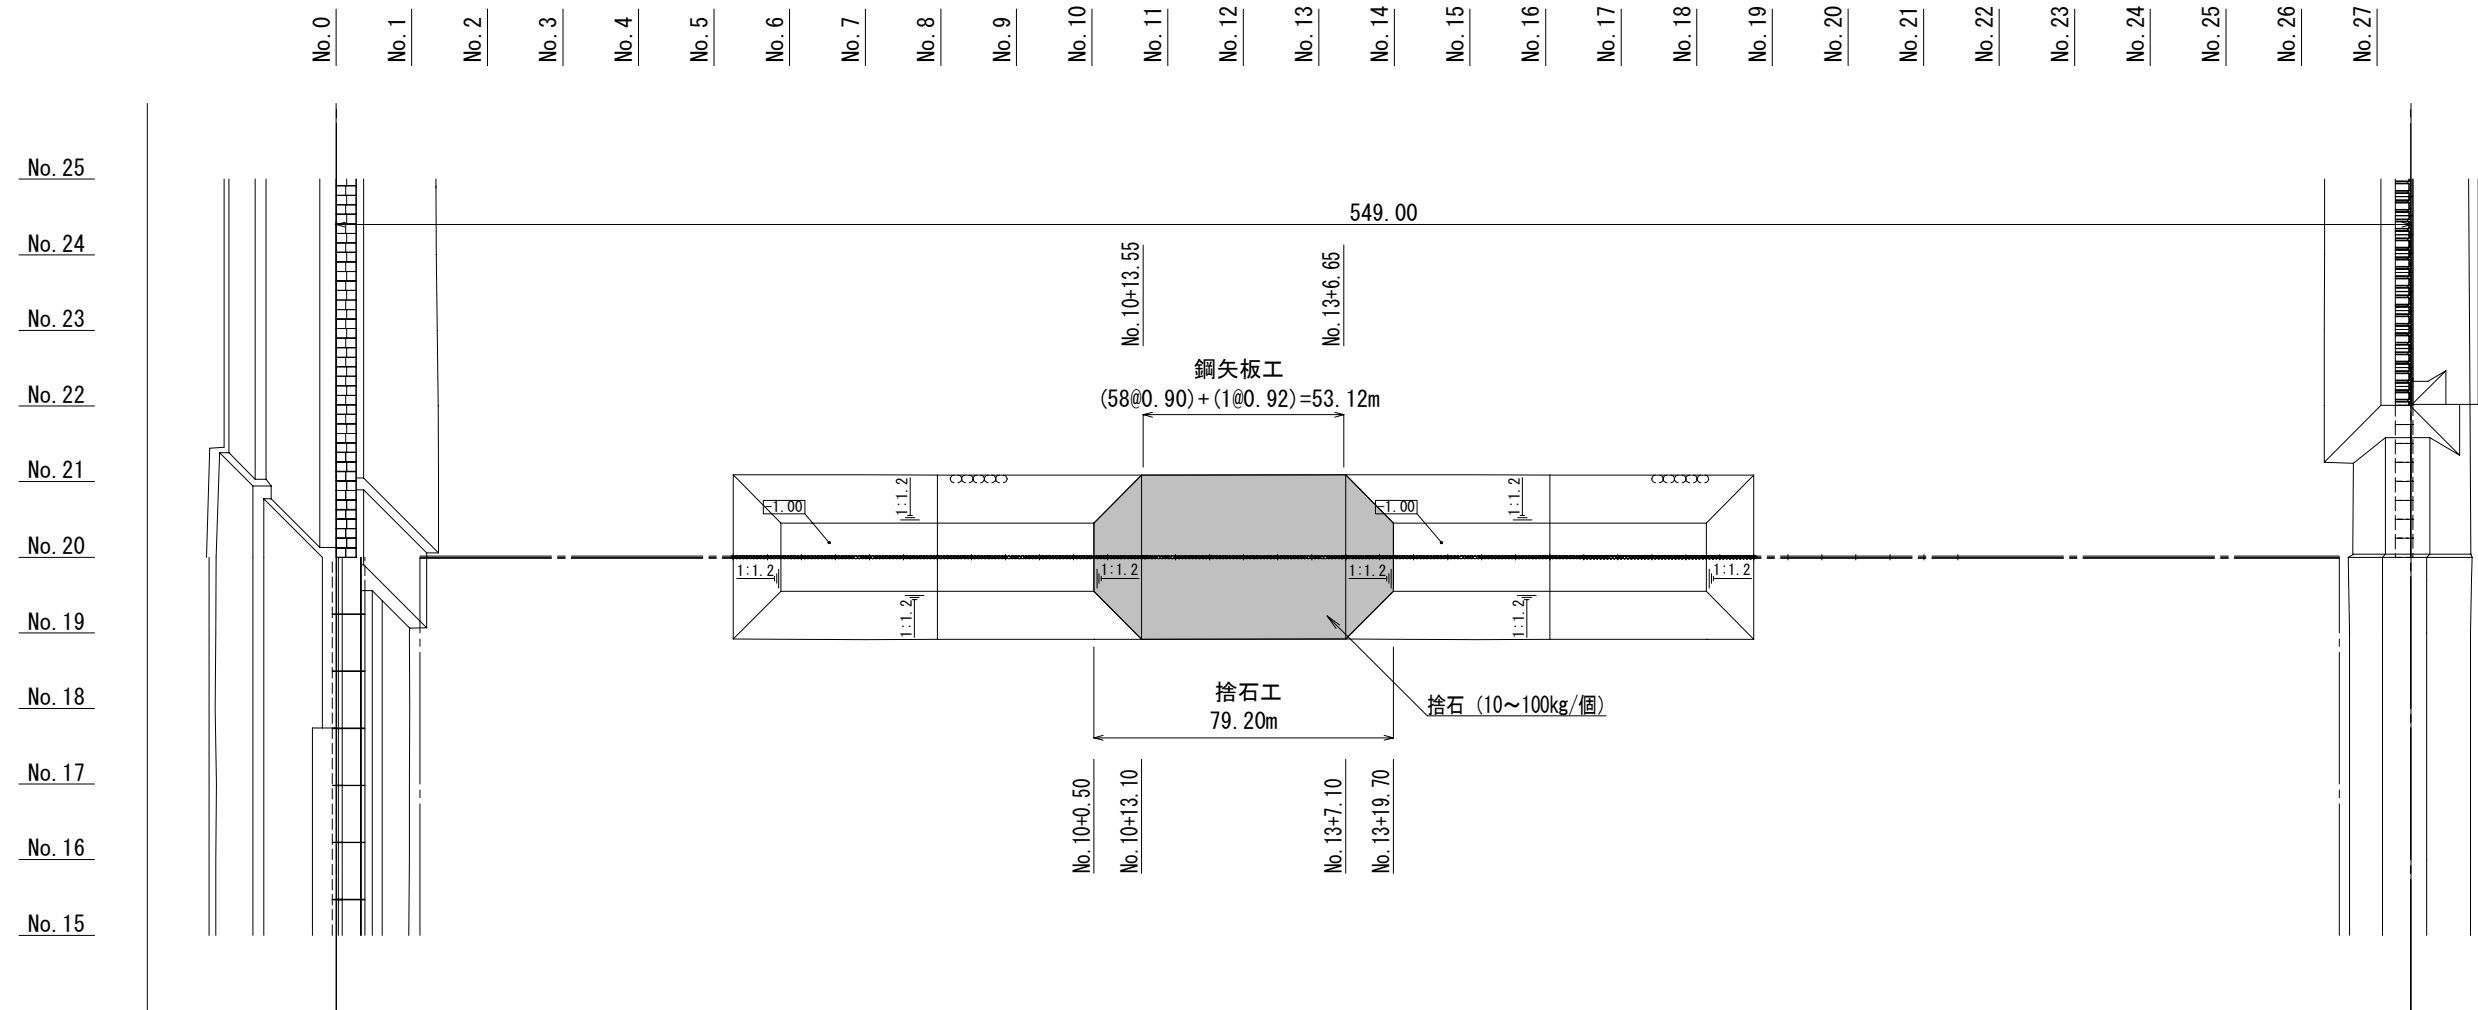 No.0
No.1
No.2
No.3
No.4
No.5
No.6
No.7
No.8
No.9
No.10
No.11
No.12
No.13
No.14
No.15
No.16
No.17
No.18
No.19
No.20
No.21
No.22
No.23
No.24
No.25
No.26
No.27
No.25
No.24
No.23
No.22
No.21
No.20
No.19
No.18
No.17
No.16
No.15
549.00
No.10+13.55
No.13+6.65
鋼矢板工
(58@0.90)+(1@0.92)=53.12m
-1.00
1:1.2
-1.00
1:1.2
1:1.2
1:1.2
1:1.2
1:1.2
1:1.2
1:1.2
捨石工
79.20m
捨石 (10～100kg/個)
No.10+0.50
No.10+13.10
No.13+7.10
No.13+19.70